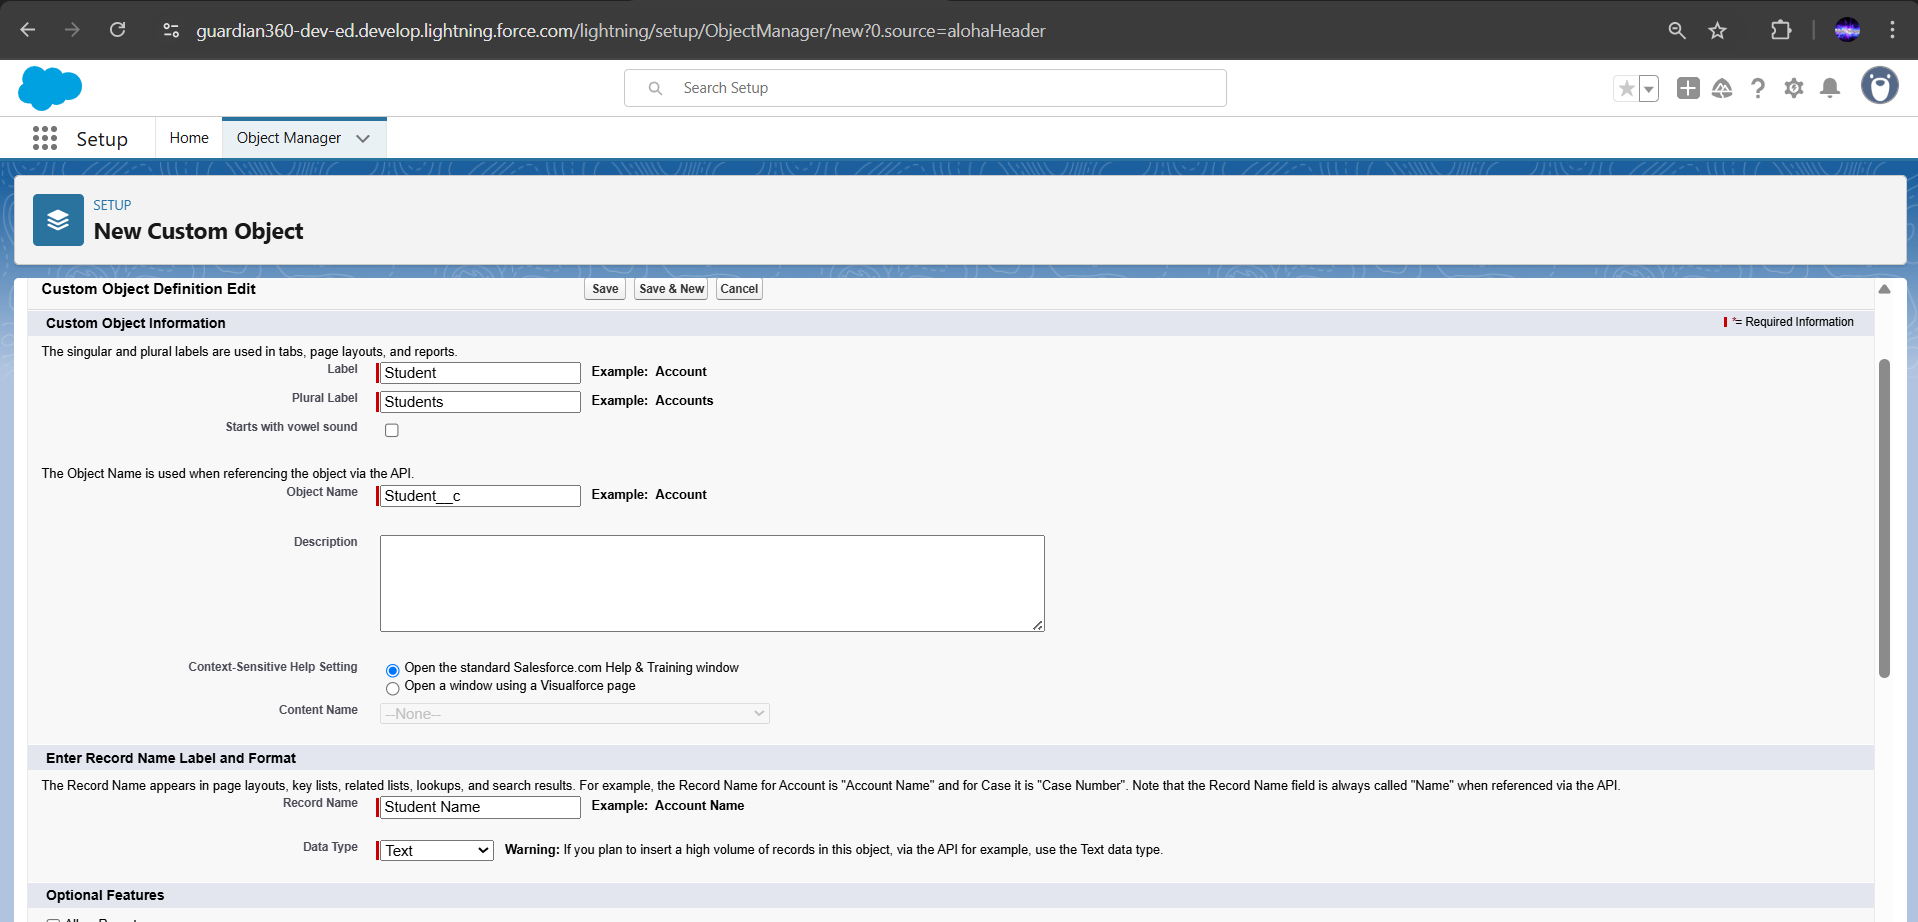 guardian360-dev-ed.develop.lightning.force.com/lightning/setup/ObjectManager/new?0.source=alohaHeader
Search Setup
Setup
Home
Object Manager
SETUP
New Custom Object
Custom Object Definition Edit
Save
Save & New
Cancel
Custom Object Information
*= Required Information
The singular and plural labels are used in tabs, page layouts, and reports.
Label Student Example: Account
Plural Label Students Example: Accounts
Starts with vowel sound
The Object Name is used when referencing the object via the API.
Object Name Student__c Example: Account
Description
Context-Sensitive Help Setting Open the standard Salesforce.com Help & Training window
Open a window using a Visualforce page
Content Name --None--
Enter Record Name Label and Format
The Record Name appears in page layouts, key lists, related lists, lookups, and search results. For example, the Record Name for Account is "Account Name" and for Case it is "Case Number". Note that the Record Name field is always called "Name" when referenced via the API.
Record Name Student Name Example: Account Name
Data Type Text Warning: If you plan to insert a high volume of records in this object, via the API for example, use the Text data type.
Optional Features